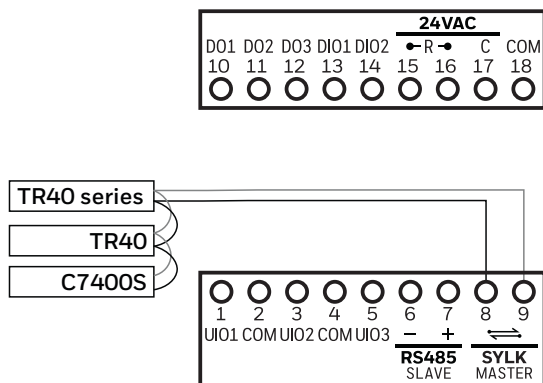 24VAC
DO1 DO2 DO3 DIO1 DIO2 R C COM
10 11 12 13 14 15 16 17 18
TR40 series
TR40
C7400S
1 2 3 4 5 6 7 8 9
UIO1 COM UIO2 COM UIO3 − +
RS485 SYLK
SLAVE MASTER